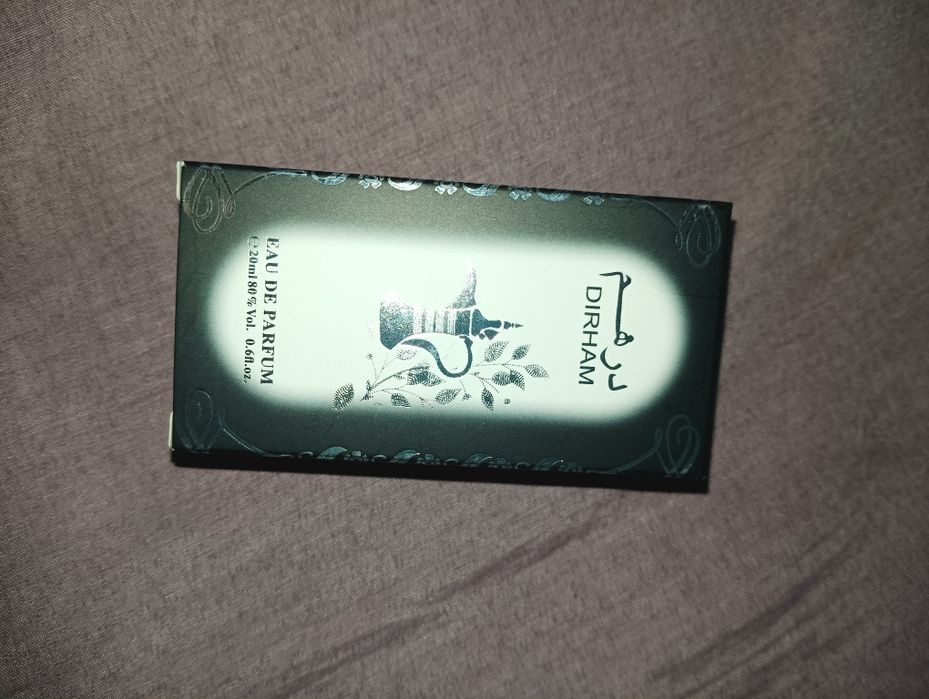 درهم
DIRHAM
EAU DE PARFUM
℮20ml 80%Vol. 0.6fl.oz.